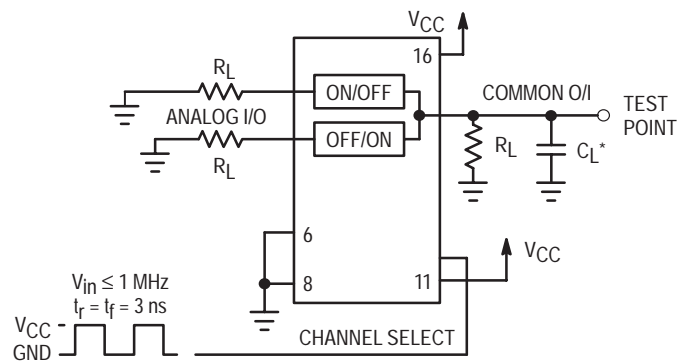 VCC
16
RL
ON/OFF
COMMON O/I
TEST
POINT
ANALOG I/O
OFF/ON
RL
RL
CL*
6
VCC
8
11
Vin ≤ 1 MHz
tr = tf = 3 ns
VCC
GND
CHANNEL SELECT